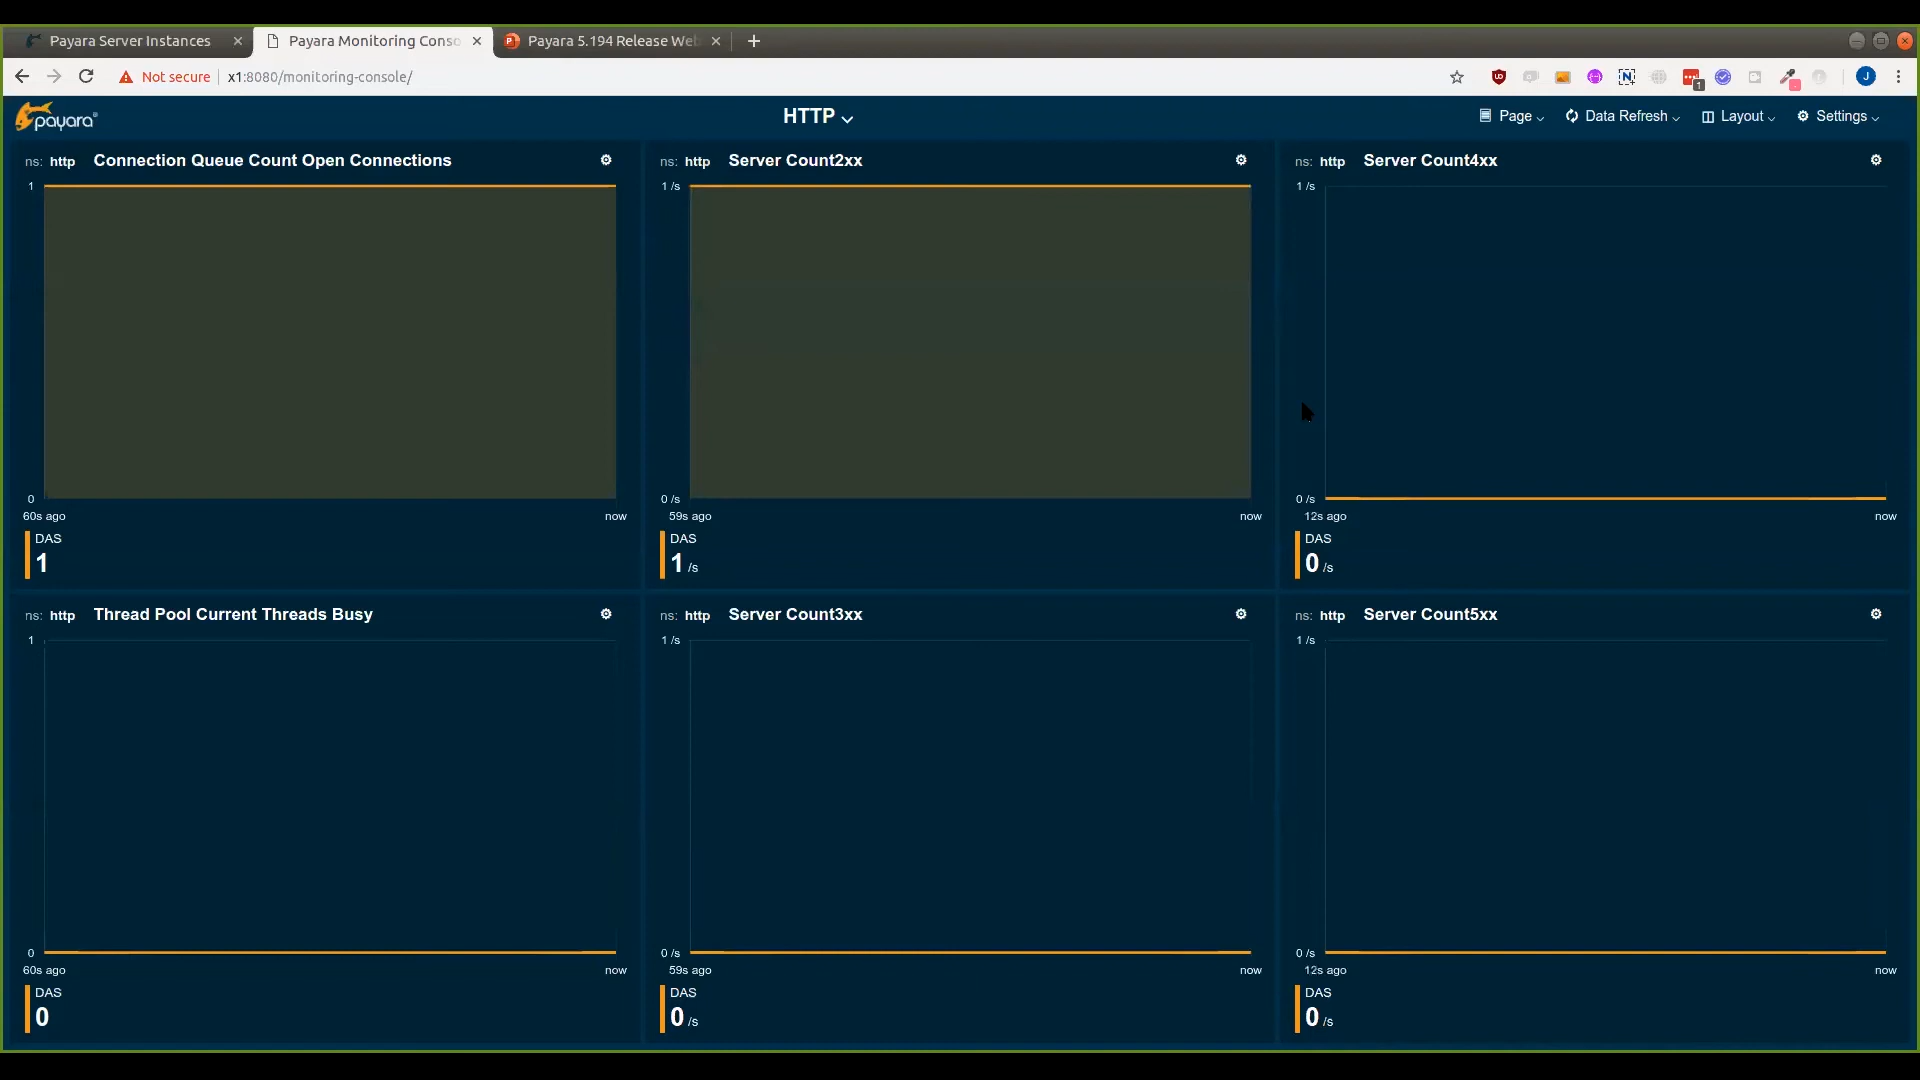 Payara Server Instances
Payara Monitoring Conso
Payara 5.194 Release We
Not secure
x1:8080/monitoring-console/
1
J
payara
HTTP
Page
Data Refresh
Layout
Settings
ns: http Connection Queue Count Open Connections
1
0
60s ago
now
DAS
1
ns: http Server Count2xx
1 /s
0 /s
59s ago
now
DAS
1 /s
ns: http Server Count4xx
1 /s
0 /s
12s ago
now
DAS
0 /s
ns: http Thread Pool Current Threads Busy
1
0
60s ago
now
DAS
0
ns: http Server Count3xx
1 /s
0 /s
59s ago
now
DAS
0 /s
ns: http Server Count5xx
1 /s
0 /s
12s ago
now
DAS
0 /s